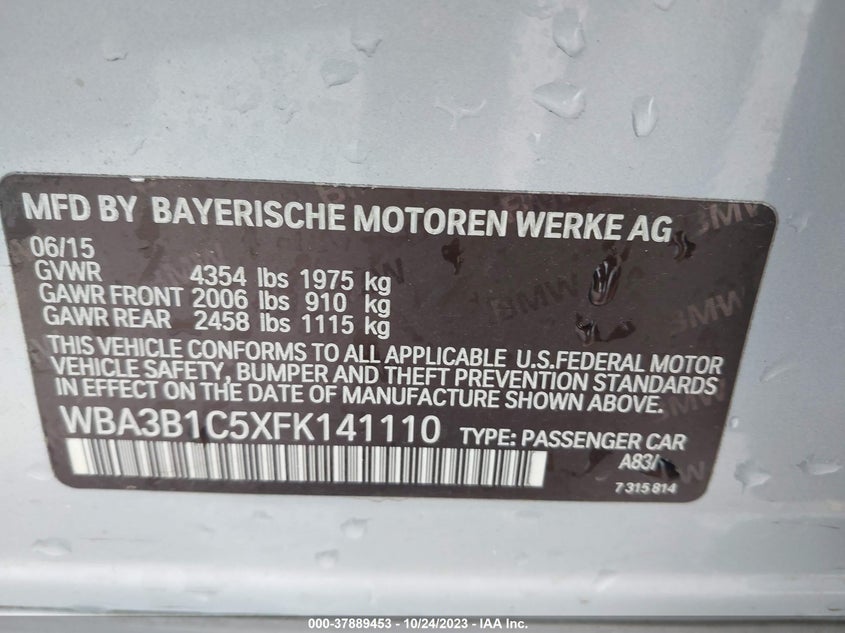 MFD BY BAYERISCHE MOTOREN WERKE AG
06/15
GVWR 4354 lbs 1975 kg
GAWR FRONT 2006 lbs 910 kg
GAWR REAR 2458 lbs 1115 kg
THIS VEHICLE CONFORMS TO ALL APPLICABLE U.S.FEDERAL MOTOR
VEHICLE SAFETY, BUMPER AND THEFT PREVENTION STANDARDS
IN EFFECT ON THE DATE OF MANUFACTURE SHOWN ABOVE.
WBA3B1C5XFK141110 TYPE: PASSENGER CAR
A83/
7 315 814
000-37889453 - 10/24/2023 - IAA Inc.